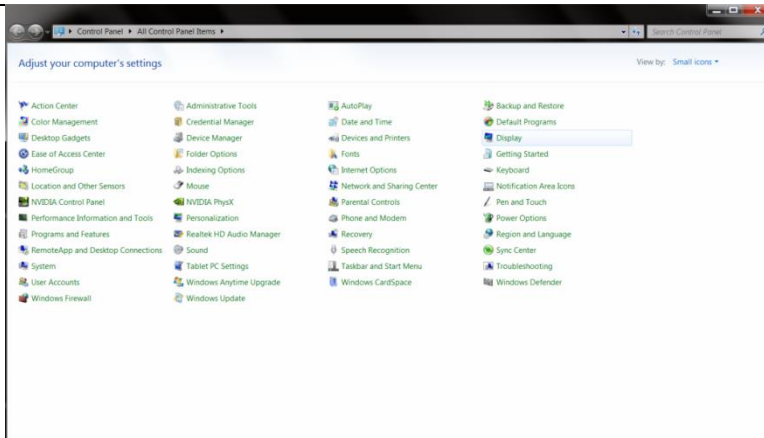 Control Panel ▸ All Control Panel Items ▸ Search Control Panel
Adjust your computer's settings View by: Small icons
Action Center Administrative Tools AutoPlay Backup and Restore
Color Management Credential Manager Date and Time Default Programs
Desktop Gadgets Device Manager Devices and Printers Display
Ease of Access Center Folder Options Fonts Getting Started
HomeGroup Indexing Options Internet Options Keyboard
Location and Other Sensors Mouse Network and Sharing Center Notification Area Icons
NVIDIA Control Panel NVIDIA PhysX Parental Controls Pen and Touch
Performance Information and Tools Personalization Phone and Modem Power Options
Programs and Features Realtek HD Audio Manager Recovery Region and Language
RemoteApp and Desktop Connections Sound Speech Recognition Sync Center
System Tablet PC Settings Taskbar and Start Menu Troubleshooting
User Accounts Windows Anytime Upgrade Windows CardSpace Windows Defender
Windows Firewall Windows Update